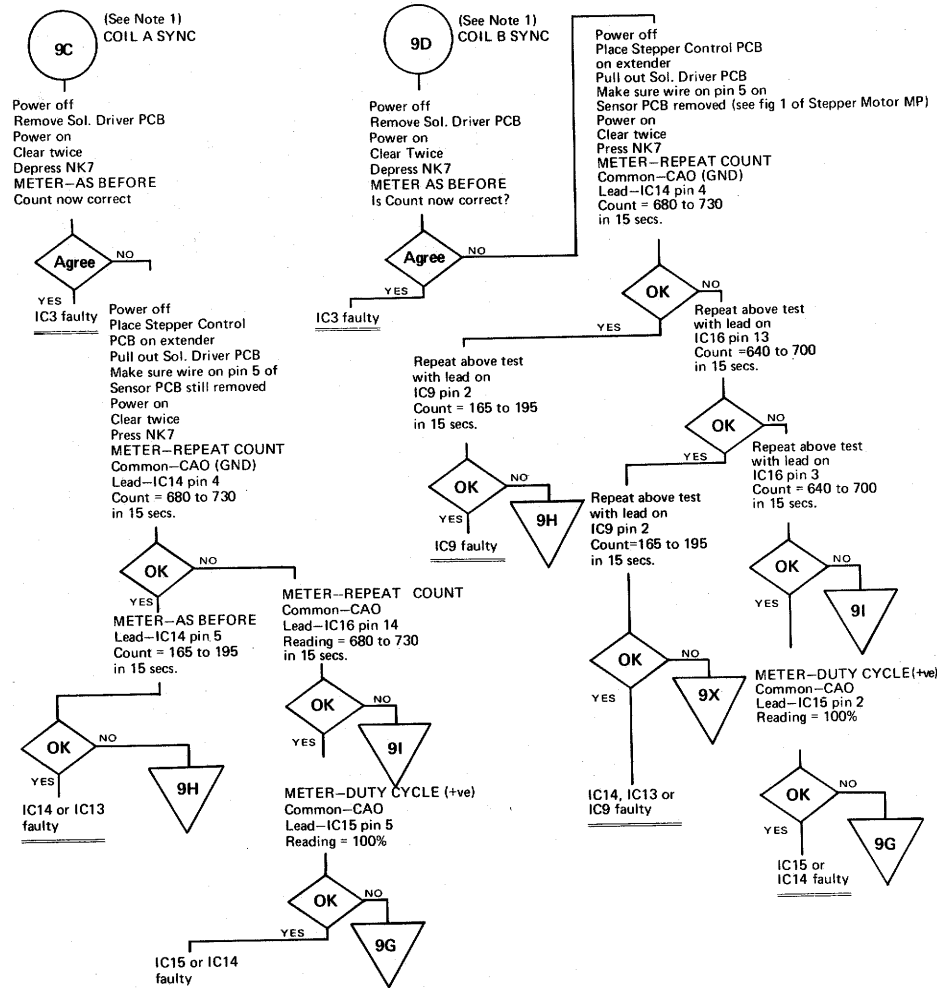 9C
(See Note 1)
COIL A SYNC
Power off
Remove Sol. Driver PCB
Power on
Clear twice
Depress NK7
METER—AS BEFORE
Count now correct
Agree
NO
YES
IC3 faulty
Power off
Place Stepper Control
PCB on extender
Pull out Sol. Driver PCB
Make sure wire on pin 5 of
Sensor PCB still removed
Power on
Clear twice
Press NK7
METER—REPEAT COUNT
Common—CAO (GND)
Lead—IC14 pin 4
Count = 680 to 730
in 15 secs.
OK
NO
YES
METER—AS BEFORE
Lead—IC14 pin 5
Count = 165 to 195
in 15 secs.
OK
NO
YES
9H
IC14 or IC13
faulty
METER—REPEAT COUNT
Common—CAO
Lead—IC16 pin 14
Reading = 680 to 730
in 15 secs.
OK
NO
YES
9I
METER—DUTY CYCLE (+ve)
Common—CAO
Lead—IC15 pin 5
Reading = 100%
OK
NO
YES
9G
IC15 or IC14
faulty
9D
(See Note 1)
COIL B SYNC
Power off
Remove Sol. Driver PCB
Power on
Clear Twice
Depress NK7
METER AS BEFORE
Is Count now correct?
Agree
NO
YES
IC3 faulty
Power off
Place Stepper Control PCB
on extender
Pull out Sol. Driver PCB
Make sure wire on pin 5 on
Sensor PCB removed (see fig 1 of Stepper Motor MP)
Power on
Clear twice
Press NK7
METER—REPEAT COUNT
Common—CAO (GND)
Lead—IC14 pin 4
Count = 680 to 730
in 15 secs.
OK
NO
YES
Repeat above test
with lead on
IC9 pin 2
Count = 165 to 195
in 15 secs.
OK
NO
YES
9H
IC9 faulty
Repeat above test
with lead on
IC16 pin 13
Count =640 to 700
in 15 secs.
OK
NO
YES
Repeat above test
with lead on
IC9 pin 2
Count=165 to 195
in 15 secs.
OK
NO
YES
9X
IC14, IC13 or
IC9 faulty
Repeat above test
with lead on
IC16 pin 3
Count = 640 to 700
in 15 secs.
OK
NO
YES
9I
METER—DUTY CYCLE(+ve)
Common—CAO
Lead—IC15 pin 2
Reading = 100%
OK
NO
YES
9G
IC15 or
IC14 faulty